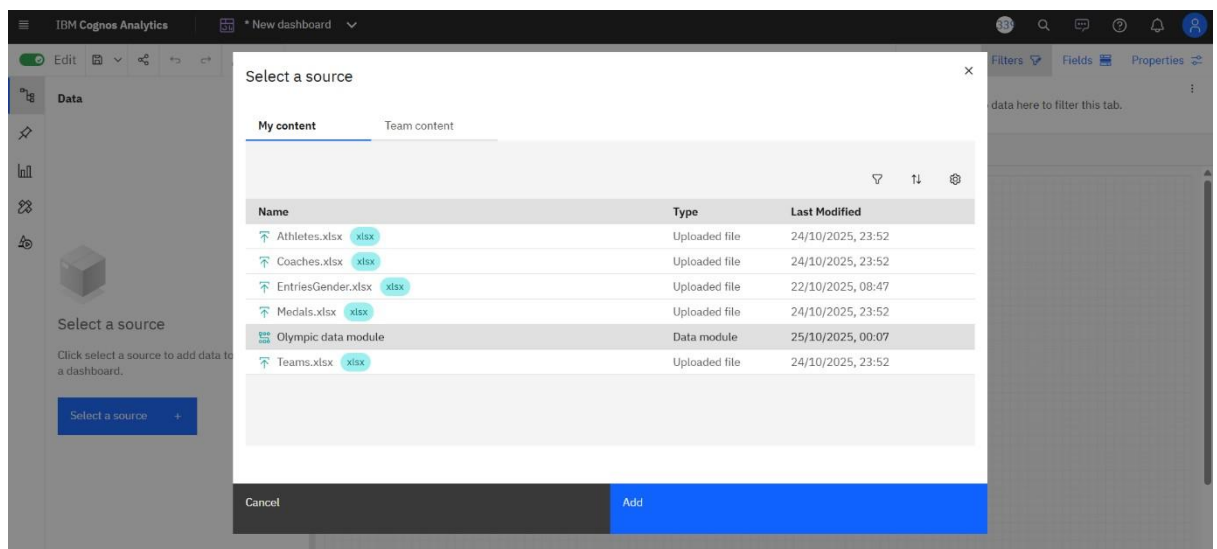 IBM Cognos Analytics
* New dashboard
Edit
Filters
Fields
Properties
Data
data here to filter this tab.
Select a source
Click select a source to add data to
a dashboard.
Select a source +
Select a source
My content
Team content
Name Type Last Modified
Athletes.xlsx xlsx Uploaded file 24/10/2025, 23:52
Coaches.xlsx xlsx Uploaded file 24/10/2025, 23:52
EntriesGender.xlsx xlsx Uploaded file 22/10/2025, 08:47
Medals.xlsx xlsx Uploaded file 24/10/2025, 23:52
Olympic data module Data module 25/10/2025, 00:07
Teams.xlsx xlsx Uploaded file 24/10/2025, 23:52
Cancel
Add